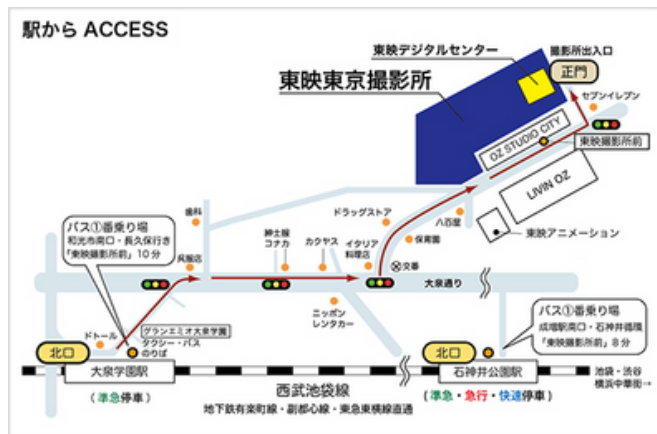 駅から ACCESS
東映デジタルセンター
撮影所出入口
正門
東映東京撮影所
セブンイレブン
OZ STUDIO CITY
東映撮影所前
LIVIN OZ
東映アニメーション
八百屋
保育園
ドラッグストア
歯科
バス①番乗り場
和光市南口・長久保行き
「東映撮影所前」10分
呉服店
紳士服
コナカ
カクヤス
イタリア
料理店
交番
大泉通り
ニッポン
レンタカー
バス①番乗り場
成増駅南口・石神井循環
「東映撮影所前」8分
ドトール
グランエミオ大泉学園
タクシー・バス
のりば
北口
北口
大泉学園駅
石神井公園駅
池袋・渋谷
横浜中華街→
(準急停車)
西武池袋線
地下鉄有楽町線・副都心線・東急東横線直通
(準急・急行・快速停車)